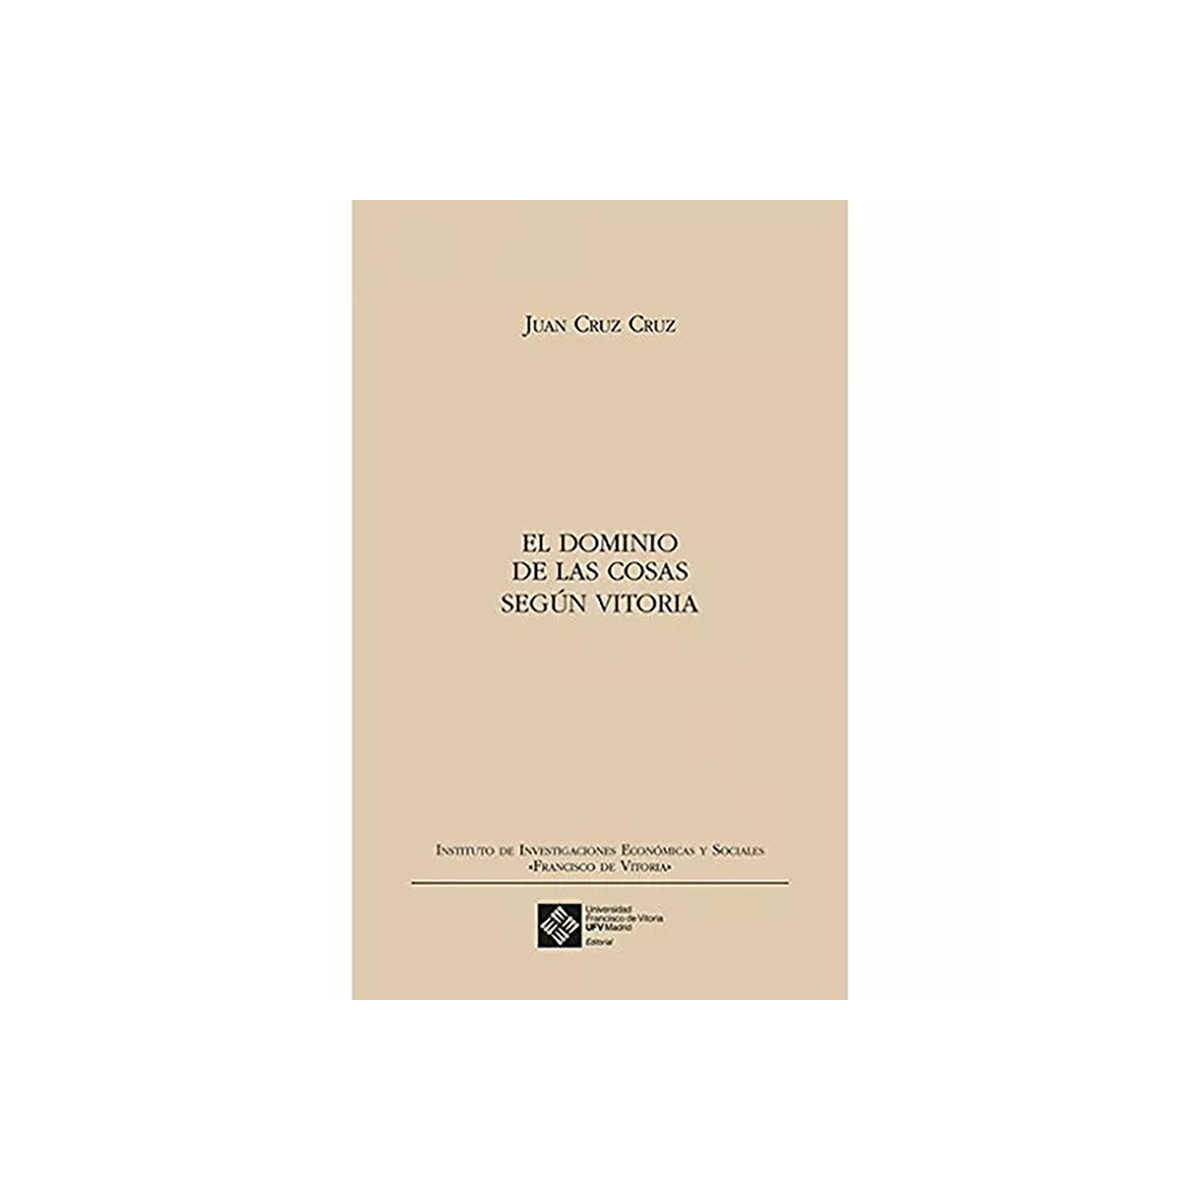 JUAN CRUZ CRUZ
EL DOMINIO
DE LAS COSAS
SEGÚN VITORIA
INSTITUTO DE INVESTIGACIONES ECONÓMICAS Y SOCIALES
«FRANCISCO DE VITORIA»
Universidad
Francisco de Vitoria
UFV Madrid
Editorial